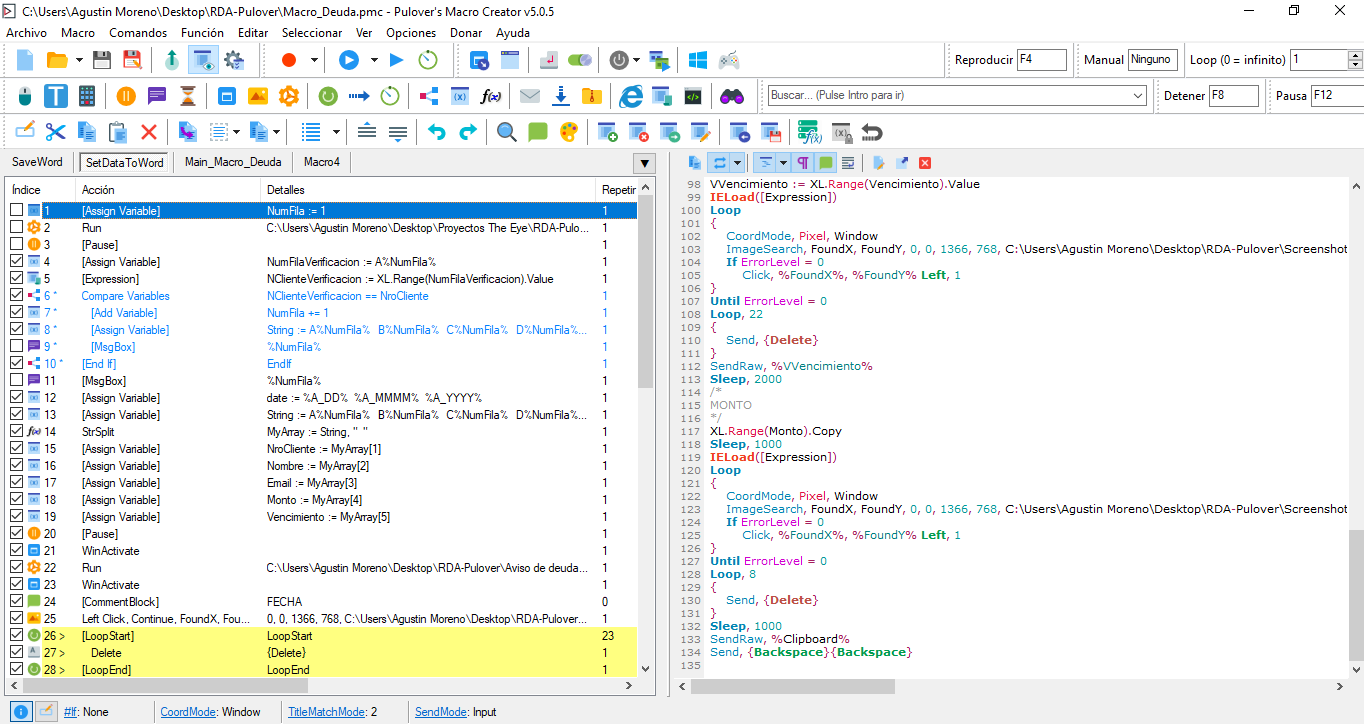 C:\Users\Agustin Moreno\Desktop\RDA-Pulover\Macro_Deuda.pmc - Pulover's Macro Creator v5.0.5
Archivo Macro Comandos Función Editar Seleccionar Ver Opciones Donar Ayuda
Reproducir F4 Manual Ninguno Loop (0 = infinito) 1
Buscar... (Pulse Intro para ir) Detener F8 Pausa F12
SaveWord SetDataToWord Main_Macro_Deuda Macro4
Índice Acción Detalles Repetir
1 [Assign Variable] NumFila := 1 1
2 Run C:\Users\Agustin Moreno\Desktop\Proyectos The Eye\RDA-Pulo... 1
3 [Pause] 1
4 [Assign Variable] NumFilaVerificacion := A%NumFila% 1
5 [Expression] NClienteVerificacion := XL.Range(NumFilaVerificacion).Value 1
6 * Compare Variables NClienteVerificacion == NroCliente 1
7 * [Add Variable] NumFila += 1 1
8 * [Assign Variable] String := A%NumFila% B%NumFila% C%NumFila% D%NumFila%... 1
9 * [MsgBox] %NumFila% 1
10 * [End If] EndIf 1
11 [MsgBox] %NumFila% 1
12 [Assign Variable] date := %A_DD% %A_MMMM% %A_YYYY% 1
13 [Assign Variable] String := A%NumFila% B%NumFila% C%NumFila% D%NumFila%... 1
14 StrSplit MyArray := String, " " 1
15 [Assign Variable] NroCliente := MyArray[1] 1
16 [Assign Variable] Nombre := MyArray[2] 1
17 [Assign Variable] Email := MyArray[3] 1
18 [Assign Variable] Monto := MyArray[4] 1
19 [Assign Variable] Vencimiento := MyArray[5] 1
20 [Pause] 1
21 WinActivate 1
22 Run C:\Users\Agustin Moreno\Desktop\RDA-Pulover\Aviso de deuda... 1
23 WinActivate 1
24 [CommentBlock] FECHA 0
25 Left Click, Continue, FoundX, Fou... 0, 0, 1366, 768, C:\Users\Agustin Moreno\Desktop\RDA-Pulover... 1
26 > [LoopStart] LoopStart 23
27 > Delete {Delete} 1
28 > [LoopEnd] LoopEnd 1
98 VVencimiento := XL.Range(Vencimiento).Value
99 IELoad([Expression])
100 Loop
101 {
102 CoordMode, Pixel, Window
103 ImageSearch, FoundX, FoundY, 0, 0, 1366, 768, C:\Users\Agustin Moreno\Desktop\RDA-Pulover\Screenshot
104 If ErrorLevel = 0
105 Click, %FoundX%, %FoundY% Left, 1
106 }
107 Until ErrorLevel = 0
108 Loop, 22
109 {
110 Send, {Delete}
111 }
112 SendRaw, %VVencimiento%
113 Sleep, 2000
114 /*
115 MONTO
116 */
117 XL.Range(Monto).Copy
118 Sleep, 1000
119 IELoad([Expression])
120 Loop
121 {
122 CoordMode, Pixel, Window
123 ImageSearch, FoundX, FoundY, 0, 0, 1366, 768, C:\Users\Agustin Moreno\Desktop\RDA-Pulover\Screenshot
124 If ErrorLevel = 0
125 Click, %FoundX%, %FoundY% Left, 1
126 }
127 Until ErrorLevel = 0
128 Loop, 8
129 {
130 Send, {Delete}
131 }
132 Sleep, 1000
133 SendRaw, %Clipboard%
134 Send, {Backspace}{Backspace}
135
#If: None CoordMode: Window TitleMatchMode: 2 SendMode: Input